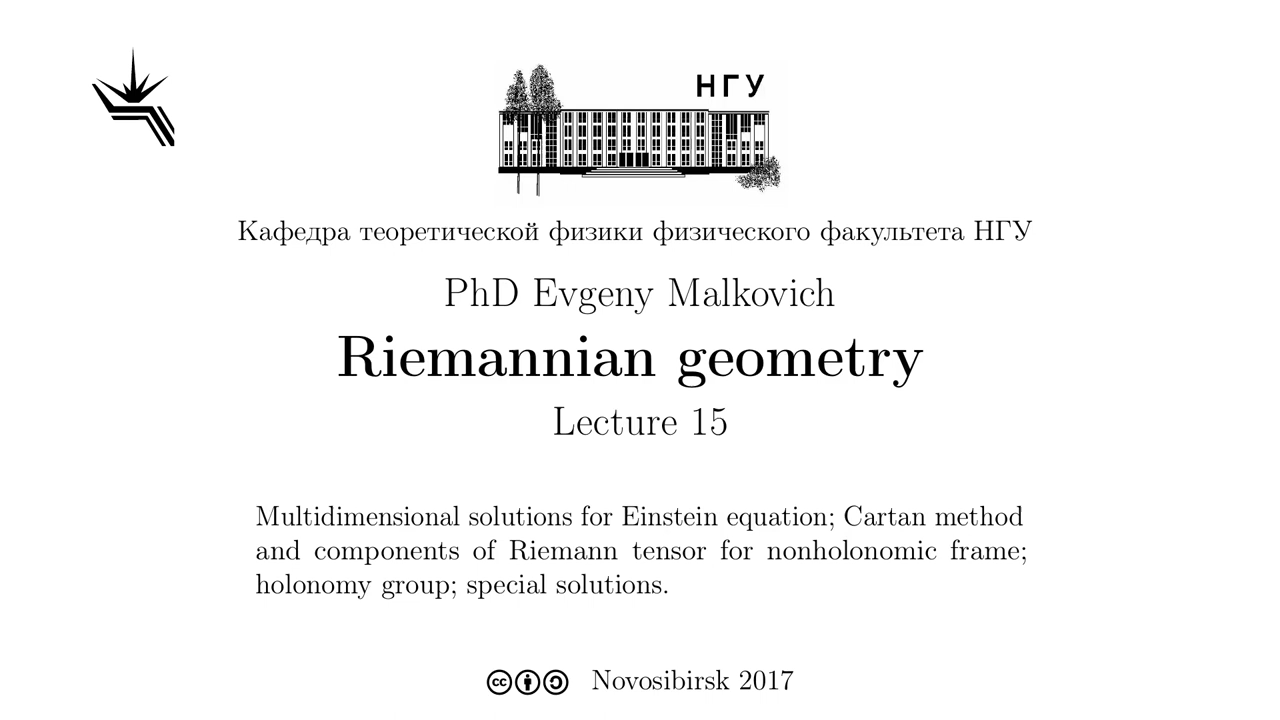 НГУ
Кафедра теоретической физики физического факультета НГУ
PhD Evgeny Malkovich
Riemannian geometry
Lecture 15
Multidimensional solutions for Einstein equation; Cartan method
and components of Riemann tensor for nonholonomic frame;
holonomy group; special solutions.
cc Novosibirsk 2017